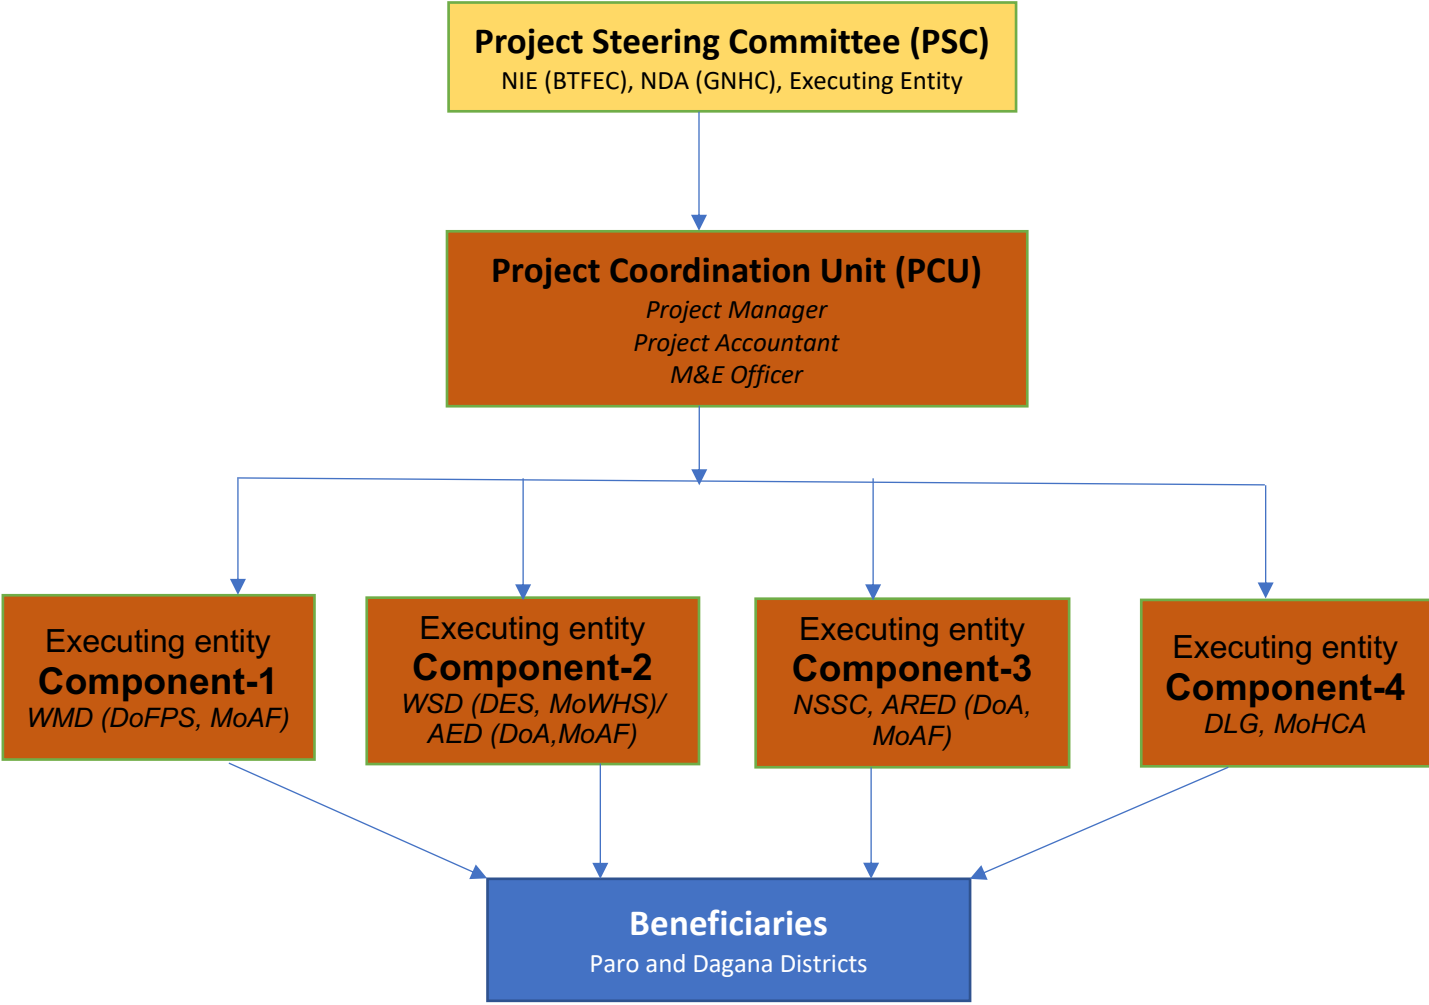 Project Steering Committee (PSC)
NIE (BTFEC), NDA (GNHC), Executing Entity
Project Coordination Unit (PCU)
Project Manager
Project Accountant
M&E Officer
Executing entity
Component-1
WMD (DoFPS, MoAF)
Executing entity
Component-2
WSD (DES, MoWHS)/
AED (DoA,MoAF)
Executing entity
Component-3
NSSC, ARED (DoA,
MoAF)
Executing entity
Component-4
DLG, MoHCA
Beneficiaries
Paro and Dagana Districts